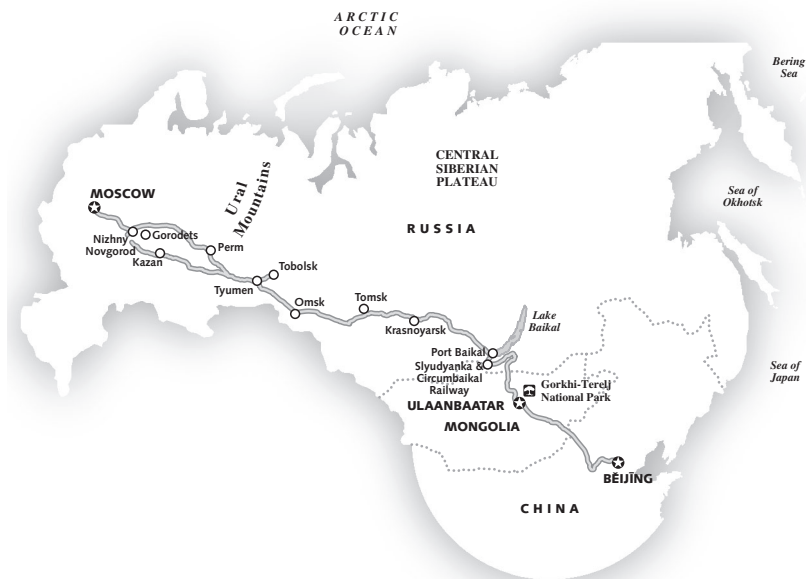 ARCTIC
OCEAN
Bering
Sea
CENTRAL
SIBERIAN
PLATEAU
Ural
Mountains
MOSCOW
Sea of
Okhotsk
RUSSIA
Nizhny
Novgorod
Gorodets
Kazan
Perm
Tobolsk
Tyumen
Omsk
Tomsk
Krasnoyarsk
Lake
Baikal
Port Baikal
Slyudyanka &
Circumbaikal
Railway
Sea of
Japan
Gorkhi-Terelj
National Park
ULAANBAATAR
MONGOLIA
BĚIJĪNG
CHINA